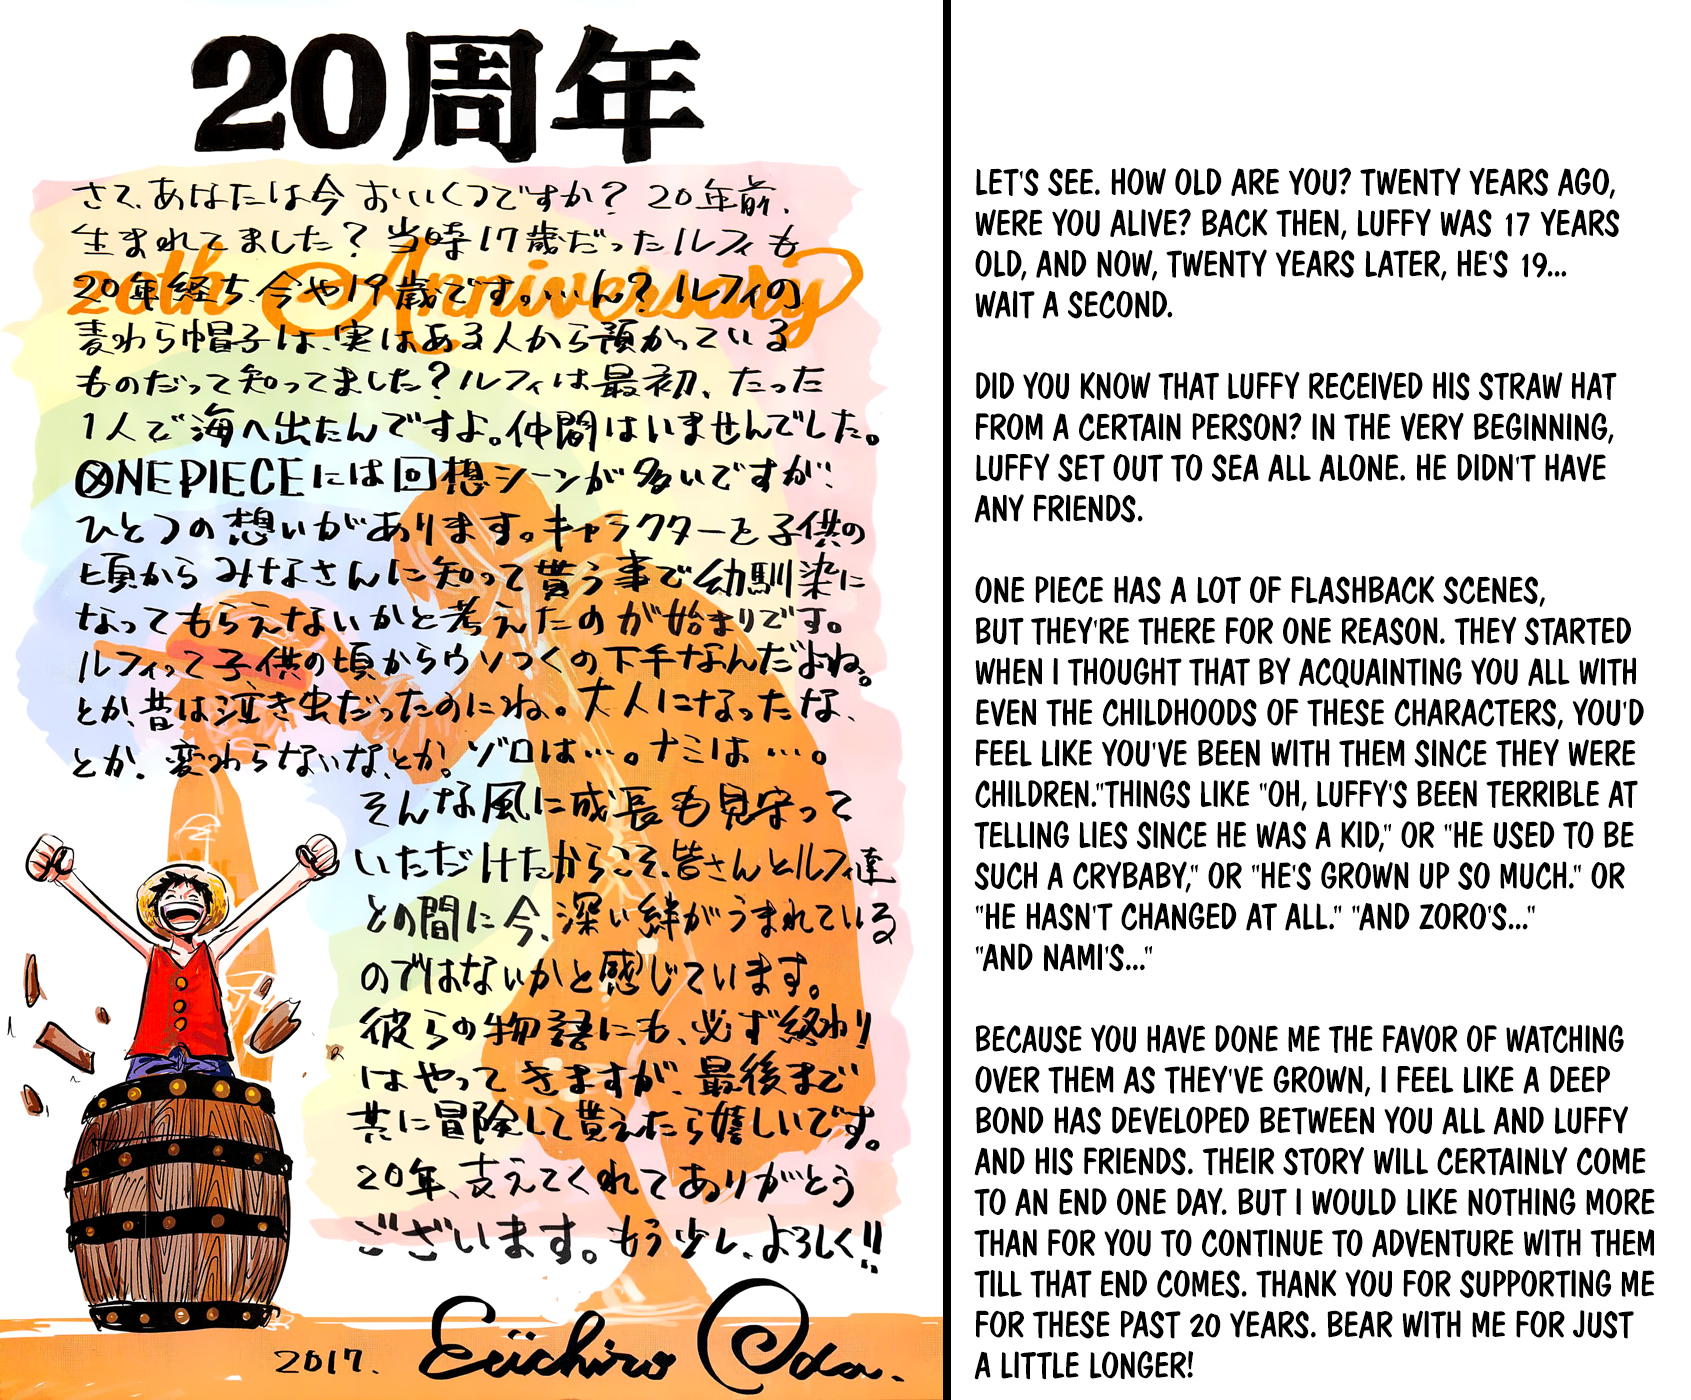 20周年
20th Anniversary
さて、あなたは今おいくつですか？20年前、
生まれてました？当時17歳だったルフィも
20年経ち、今や19歳です。…ん？ルフィの
麦わら帽子は、実はある人から預かっている
ものだって知ってました？ルフィは最初、たった
1人で海へ出たんですよ。仲間はいませんでした。
ONE PIECEには回想シーンが多いですが、
ひとつの想いがあります。キャラクターを子供の
頃からみなさんに知って貰う事で幼馴染に
なってもらえないかと考えたのが始まりです。
ルフィって子供の頃からウソつくの下手なんだよね。
とか、昔は泣き虫だったのにね。大人になったな、
とか、変わらないな、とか。ゾロは…。ナミは…。
そんな風に成長も見守って
いただけたからこそ、皆さんとルフィ達
との間に今、深い絆がうまれている
のではないかと感じています。
彼らの物語にも、必ず終わり
はやってきますが、最後まで
共に冒険して貰えたら嬉しいです。
20年、支えてくれてありがとう
ございます。もう少し、よろしく!!
2017. Eiichiro Oda.
LET'S SEE. HOW OLD ARE YOU? TWENTY YEARS AGO,
WERE YOU ALIVE? BACK THEN, LUFFY WAS 17 YEARS
OLD, AND NOW, TWENTY YEARS LATER, HE'S 19...
WAIT A SECOND.
DID YOU KNOW THAT LUFFY RECEIVED HIS STRAW HAT
FROM A CERTAIN PERSON? IN THE VERY BEGINNING,
LUFFY SET OUT TO SEA ALL ALONE. HE DIDN'T HAVE
ANY FRIENDS.
ONE PIECE HAS A LOT OF FLASHBACK SCENES,
BUT THEY'RE THERE FOR ONE REASON. THEY STARTED
WHEN I THOUGHT THAT BY ACQUAINTING YOU ALL WITH
EVEN THE CHILDHOODS OF THESE CHARACTERS, YOU'D
FEEL LIKE YOU'VE BEEN WITH THEM SINCE THEY WERE
CHILDREN."THINGS LIKE "OH, LUFFY'S BEEN TERRIBLE AT
TELLING LIES SINCE HE WAS A KID," OR "HE USED TO BE
SUCH A CRYBABY," OR "HE'S GROWN UP SO MUCH." OR
"HE HASN'T CHANGED AT ALL." "AND ZORO'S..."
"AND NAMI'S..."
BECAUSE YOU HAVE DONE ME THE FAVOR OF WATCHING
OVER THEM AS THEY'VE GROWN, I FEEL LIKE A DEEP
BOND HAS DEVELOPED BETWEEN YOU ALL AND LUFFY
AND HIS FRIENDS. THEIR STORY WILL CERTAINLY COME
TO AN END ONE DAY. BUT I WOULD LIKE NOTHING MORE
THAN FOR YOU TO CONTINUE TO ADVENTURE WITH THEM
TILL THAT END COMES. THANK YOU FOR SUPPORTING ME
FOR THESE PAST 20 YEARS. BEAR WITH ME FOR JUST
A LITTLE LONGER!